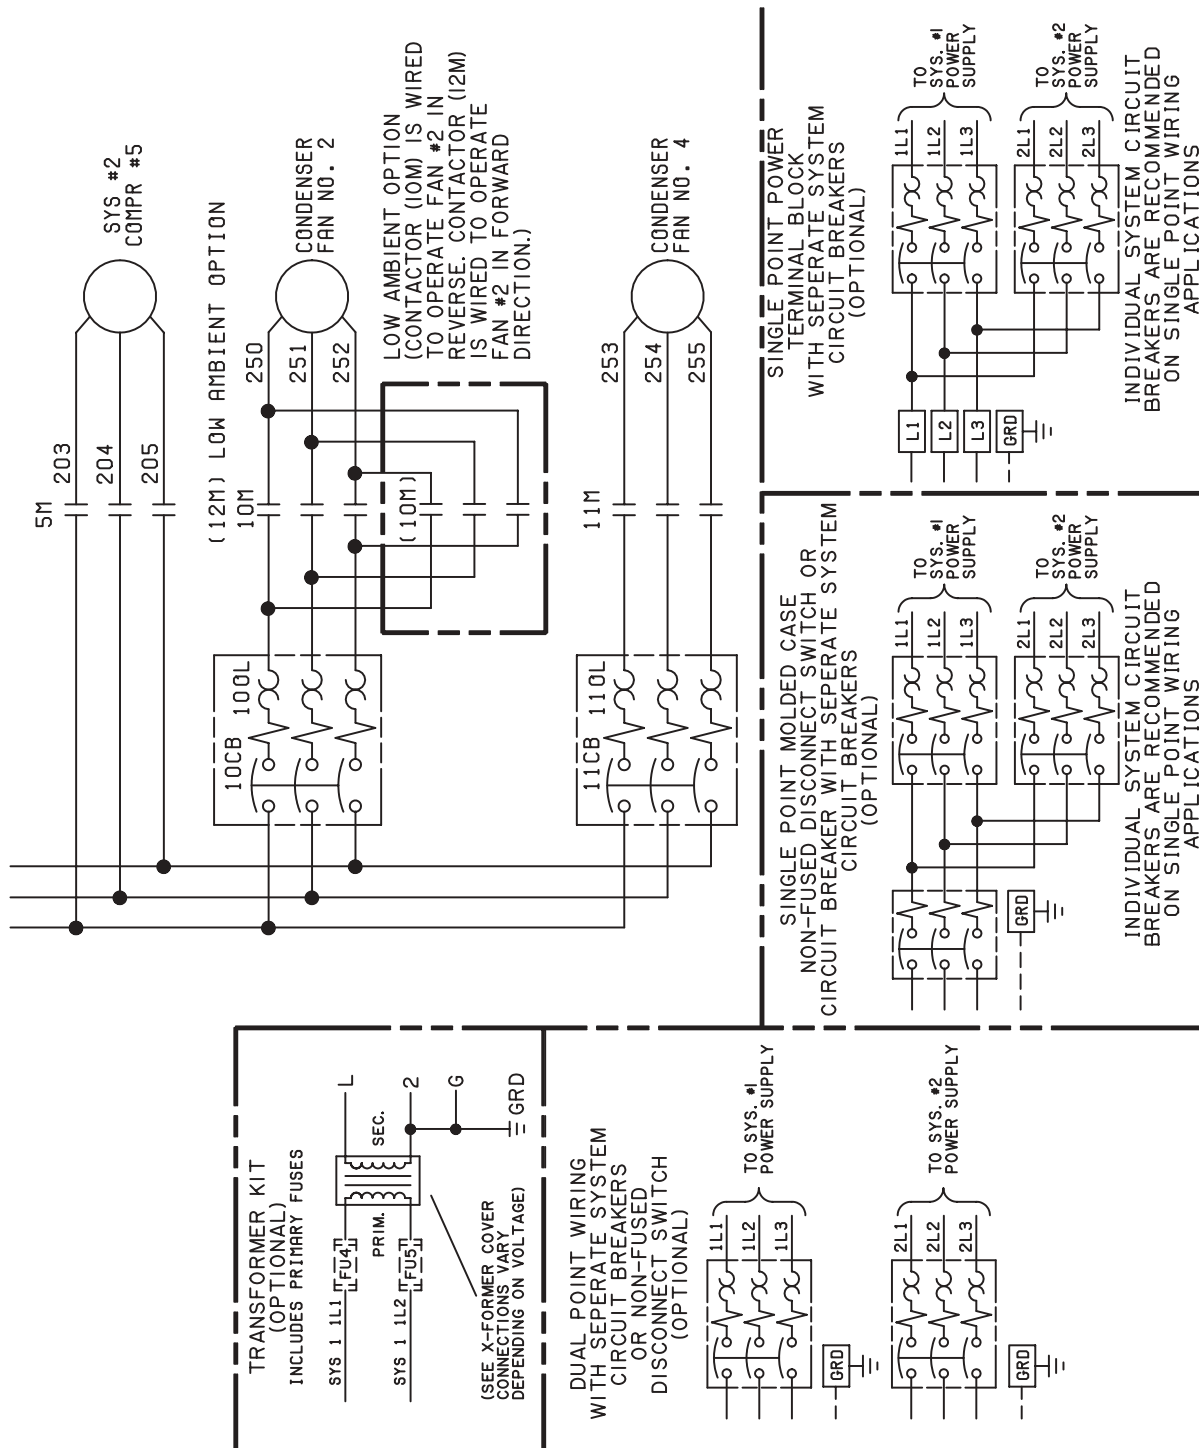 5M
203
204
205
SYS #2
COMPR #5
(12M) LOW AMBIENT OPTION
10M
250
251
252
CONDENSER
FAN NO. 2
(10M)
LOW AMBIENT OPTION
(CONTACTOR (10M) IS WIRED
TO OPERATE FAN #2 IN
REVERSE. CONTACTOR (12M)
IS WIRED TO OPERATE
FAN #2 IN FORWARD
DIRECTION.)
10CB
10OL
11M
253
254
255
CONDENSER
FAN NO. 4
11CB
11OL
TRANSFORMER KIT
(OPTIONAL)
INCLUDES PRIMARY FUSES
SYS 1 1L1
FU4
SYS 1 1L2
FU5
PRIM.
SEC.
L
2
G
GRD
(SEE X-FORMER COVER
CONNECTIONS VARY
DEPENDING ON VOLTAGE)
DUAL POINT WIRING
WITH SEPERATE SYSTEM
CIRCUIT BREAKERS
OR NON-FUSED
DISCONNECT SWITCH
(OPTIONAL)
1L1
1L2
1L3
TO SYS. #1
POWER SUPPLY
GRD
2L1
2L2
2L3
TO SYS. #2
POWER SUPPLY
GRD
SINGLE POINT MOLDED CASE
NON-FUSED DISCONNECT SWITCH OR
CIRCUIT BREAKER WITH SEPERATE SYSTEM
CIRCUIT BREAKERS
(OPTIONAL)
1L1
1L2
1L3
TO
SYS. #1
POWER
SUPPLY
2L1
2L2
2L3
TO
SYS. #2
POWER
SUPPLY
GRD
INDIVIDUAL SYSTEM CIRCUIT
BREAKERS ARE RECOMMENDED
ON SINGLE POINT WIRING
APPLICATIONS
SINGLE POINT POWER
TERMINAL BLOCK
WITH SEPERATE SYSTEM
CIRCUIT BREAKERS
(OPTIONAL)
L1
L2
L3
GRD
1L1
1L2
1L3
TO
SYS. #1
POWER
SUPPLY
2L1
2L2
2L3
TO
SYS. #2
POWER
SUPPLY
INDIVIDUAL SYSTEM CIRCUIT
BREAKERS ARE RECOMMENDED
ON SINGLE POINT WIRING
APPLICATIONS